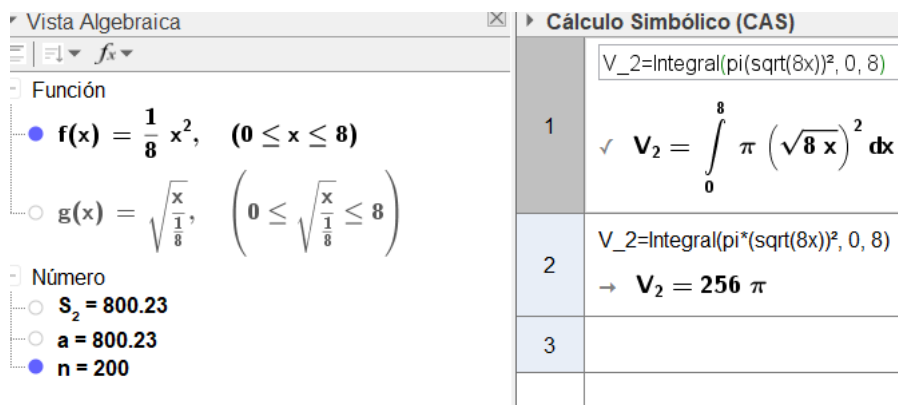 Vista Algebraica
fx
Función
f(x) = 1/8 x², (0 ≤ x ≤ 8)
g(x) = √(x/(1/8)), (0 ≤ √(x/(1/8)) ≤ 8)
Número
S₂ = 800.23
a = 800.23
n = 200
Cálculo Simbólico (CAS)
1
V_2=Integral(pi(sqrt(8x))², 0, 8)
✓ V₂ = ∫₀⁸ π (√(8 x))² dx
2
V_2=Integral(pi*(sqrt(8x))², 0, 8)
→ V₂ = 256 π
3